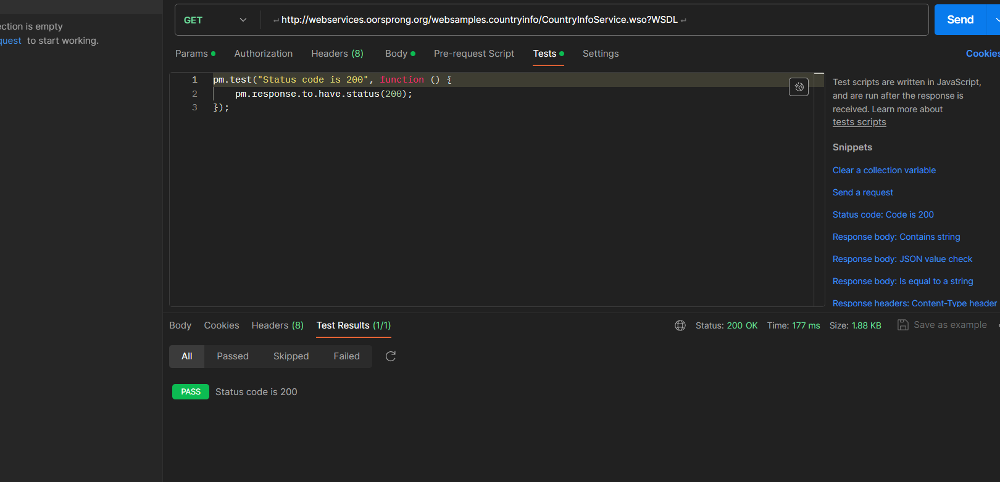 GET
↵ http://webservices.oorsprong.org/websamples.countryinfo/CountryInfoService.wso?WSDL ↵
Send
ction is empty
quest to start working.
Params Authorization Headers (8) Body Pre-request Script Tests Settings
Cookies
1 pm.test("Status code is 200", function () {
2 pm.response.to.have.status(200);
3 });
Test scripts are written in JavaScript,
and are run after the response is
received. Learn more about
tests scripts
Snippets
Clear a collection variable
Send a request
Status code: Code is 200
Response body: Contains string
Response body: JSON value check
Response body: Is equal to a string
Response headers: Content-Type header
Body Cookies Headers (8) Test Results (1/1)
Status: 200 OK Time: 177 ms Size: 1.88 KB Save as example
All Passed Skipped Failed
PASS Status code is 200